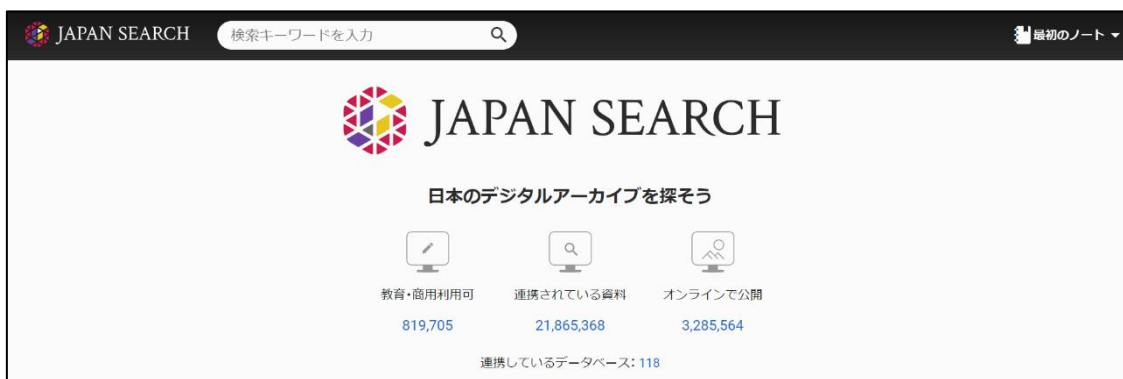 JAPAN SEARCH 検索キーワードを入力 最初のノート
JAPAN SEARCH
日本のデジタルアーカイブを探そう
教育・商用利用可 連携されている資料 オンラインで公開
819,705 21,865,368 3,285,564
連携しているデータベース: 118